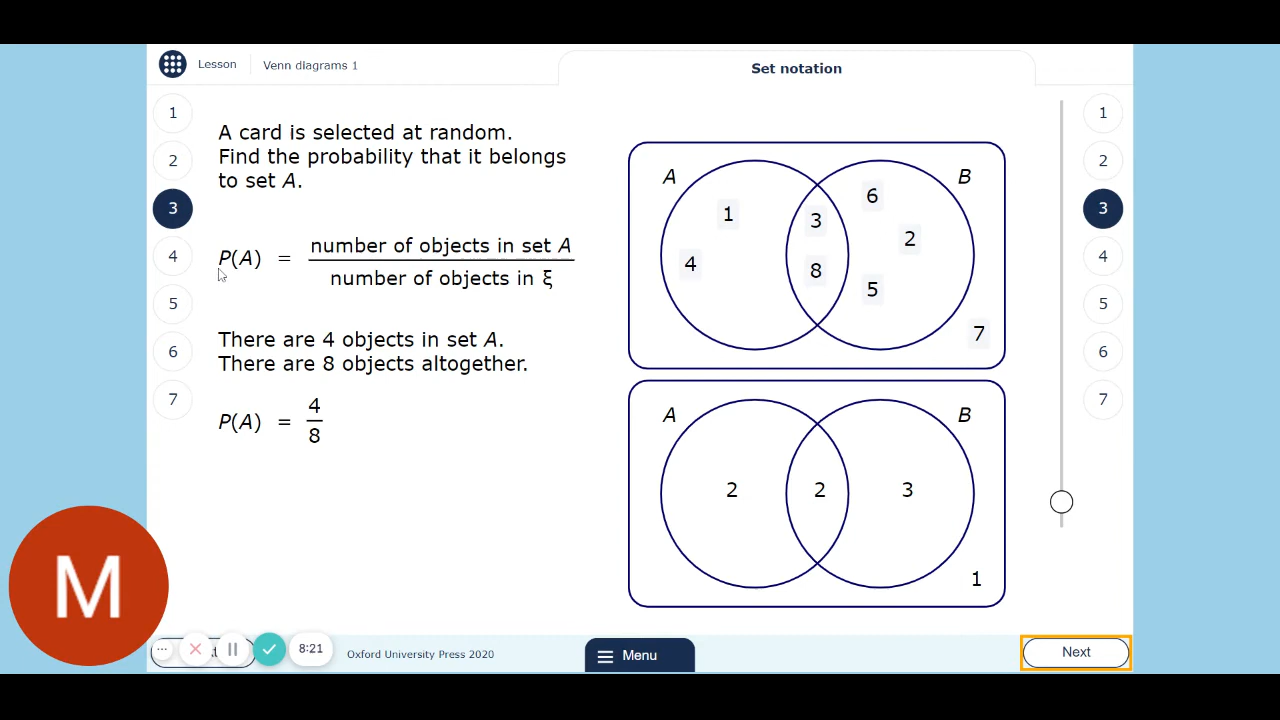 Lesson
Venn diagrams 1
Set notation
1
2
3
4
5
6
7
A card is selected at random.
Find the probability that it belongs
to set A.
P(A) = number of objects in set A
number of objects in ξ
There are 4 objects in set A.
There are 8 objects altogether.
P(A) = 4
8
A
B
1
4
3
8
6
2
5
7
A
B
2
2
3
1
1
2
3
4
5
6
7
M
8:21
Oxford University Press 2020
Menu
Next